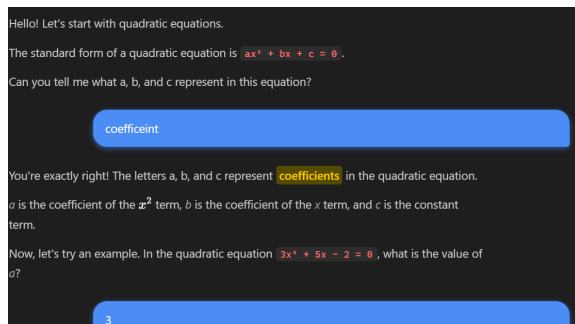 Hello! Let's start with quadratic equations.
The standard form of a quadratic equation is ax² + bx + c = 0.
Can you tell me what a, b, and c represent in this equation?
coefficeint
You're exactly right! The letters a, b, and c represent coefficients in the quadratic equation.
a is the coefficient of the x² term, b is the coefficient of the x term, and c is the constant
term.
Now, let's try an example. In the quadratic equation 3x² + 5x − 2 = 0, what is the value of
a?
3